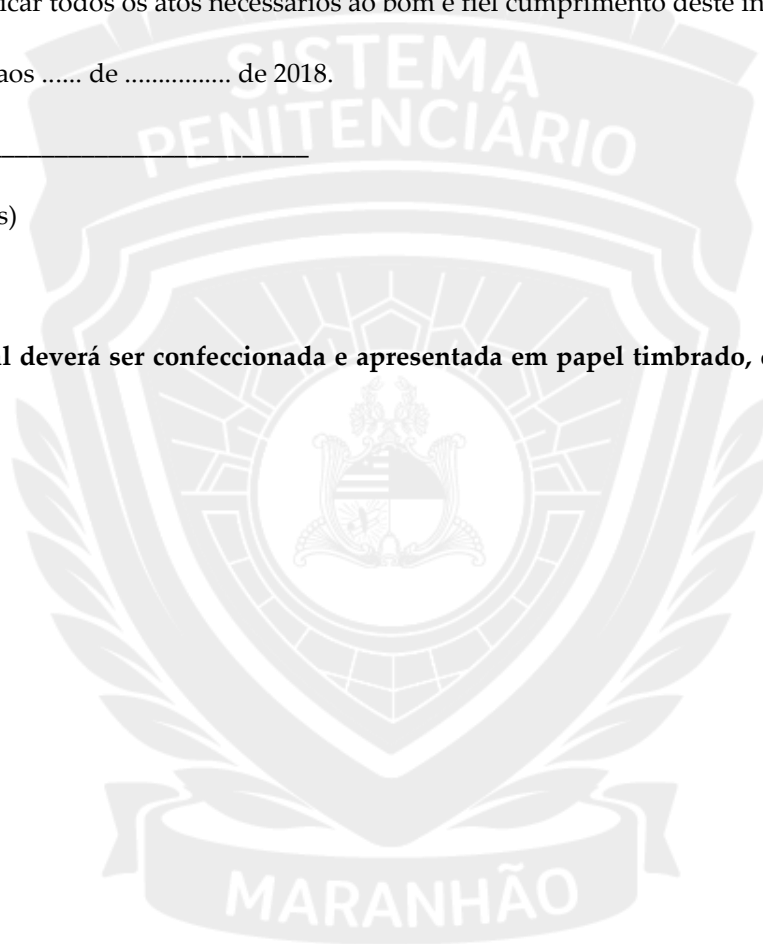 icar todos os atos necessários ao bom e fiel cumprimento deste in
SISTEMA
aos ...... de ............... de 2018.
PENITENCIÁRIO
________________________
s)
l deverá ser confeccionada e apresentada em papel timbrado,
MARANHÃO